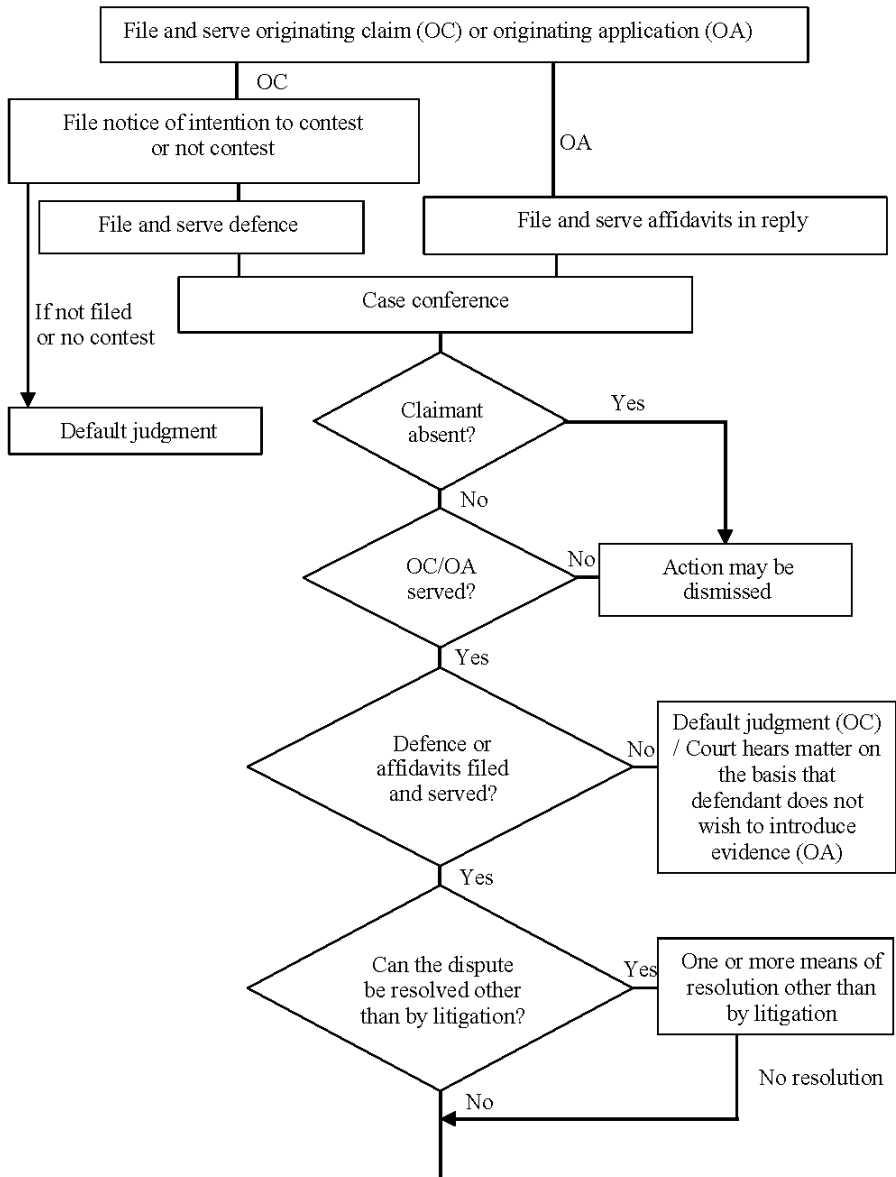 File and serve originating claim (OC) or originating application (OA)
OC
File notice of intention to contest
or not contest
OA
File and serve defence
File and serve affidavits in reply
Case conference
If not filed
or no contest
Default judgment
Claimant
absent?
Yes
No
OC/OA
served?
No
Action may be
dismissed
Yes
Defence or
affidavits filed
and served?
No
Default judgment (OC)
/ Court hears matter on
the basis that
defendant does not
wish to introduce
evidence (OA)
Yes
Can the dispute
be resolved other
than by litigation?
Yes
One or more means of
resolution other than
by litigation
No resolution
No